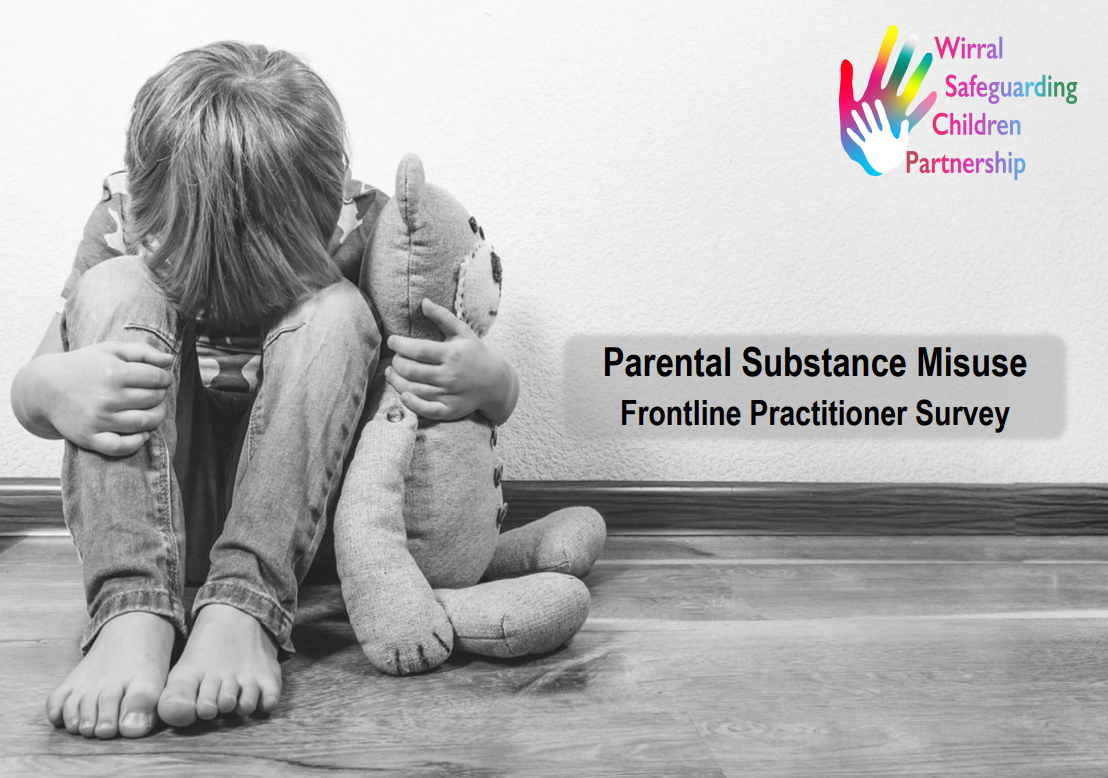 Wirral
Safeguarding
Children
Partnership
Parental Substance Misuse
Frontline Practitioner Survey